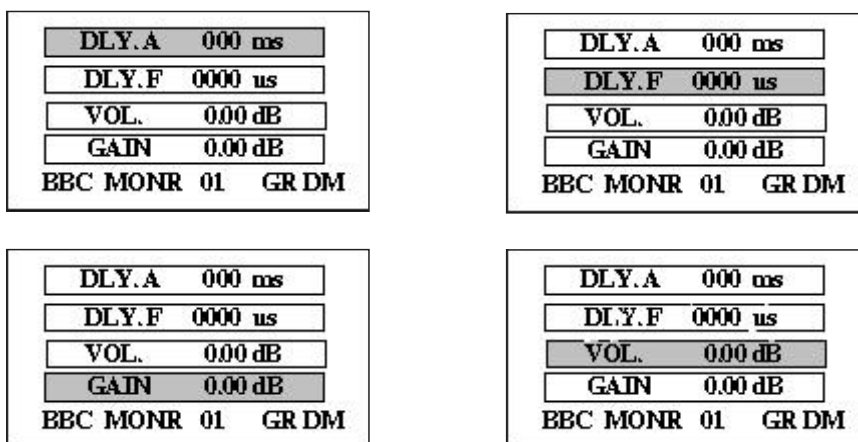 DLY.A 000 ms
DLY.F 0000 us
VOL. 0.00 dB
GAIN 0.00 dB
BBC MONR 01 GR DM
DLY.A 000 ms
DLY.F 0000 us
VOL. 0.00 dB
GAIN 0.00 dB
BBC MONR 01 GR DM
DLY.A 000 ms
DLY.F 0000 us
VOL. 0.00 dB
GAIN 0.00 dB
BBC MONR 01 GR DM
DLY.A 000 ms
DLY.F 0000 us
VOL. 0.00 dB
GAIN 0.00 dB
BBC MONR 01 GR DM